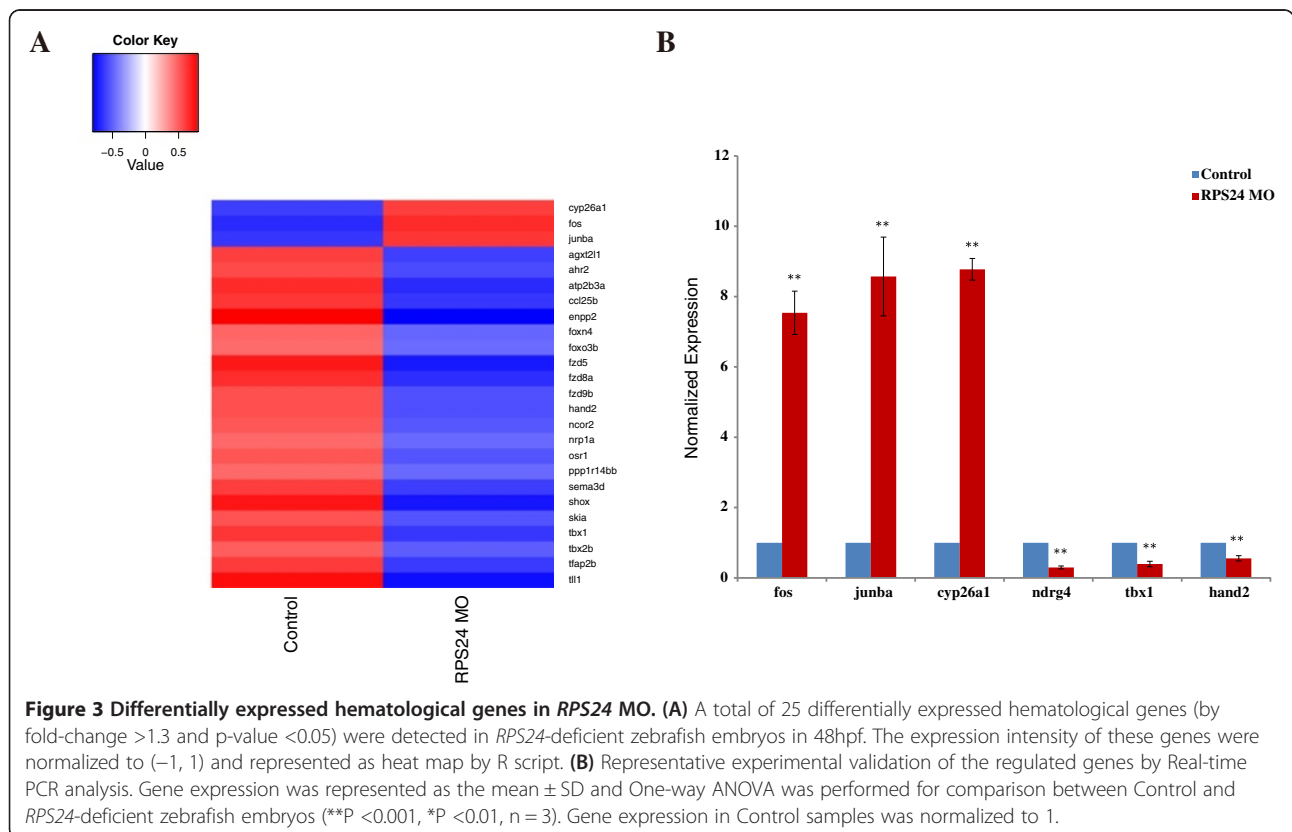 A
Color Key
−0.5 0 0.5
Value
cyp26a1
fos
junba
agxt2l1
ahr2
atp2b3a
ccl25b
enpp2
foxn4
foxo3b
fzd5
fzd8a
fzd9b
hand2
ncor2
nrp1a
osr1
ppp1r14bb
sema3d
shox
skia
tbx1
tbx2b
tfap2b
tll1
Control
RPS24 MO
B
Normalized Expression
12
10
8
6
4
2
0
Control
RPS24 MO
**
**
**
**
**
**
fos junba cyp26a1 ndrg4 tbx1 hand2
Figure 3 Differentially expressed hematological genes in RPS24 MO. (A) A total of 25 differentially expressed hematological genes (by
fold-change >1.3 and p-value <0.05) were detected in RPS24-deficient zebrafish embryos in 48hpf. The expression intensity of these genes were
normalized to (−1, 1) and represented as heat map by R script. (B) Representative experimental validation of the regulated genes by Real-time
PCR analysis. Gene expression was represented as the mean ± SD and One-way ANOVA was performed for comparison between Control and
RPS24-deficient zebrafish embryos (**P <0.001, *P <0.01, n = 3). Gene expression in Control samples was normalized to 1.